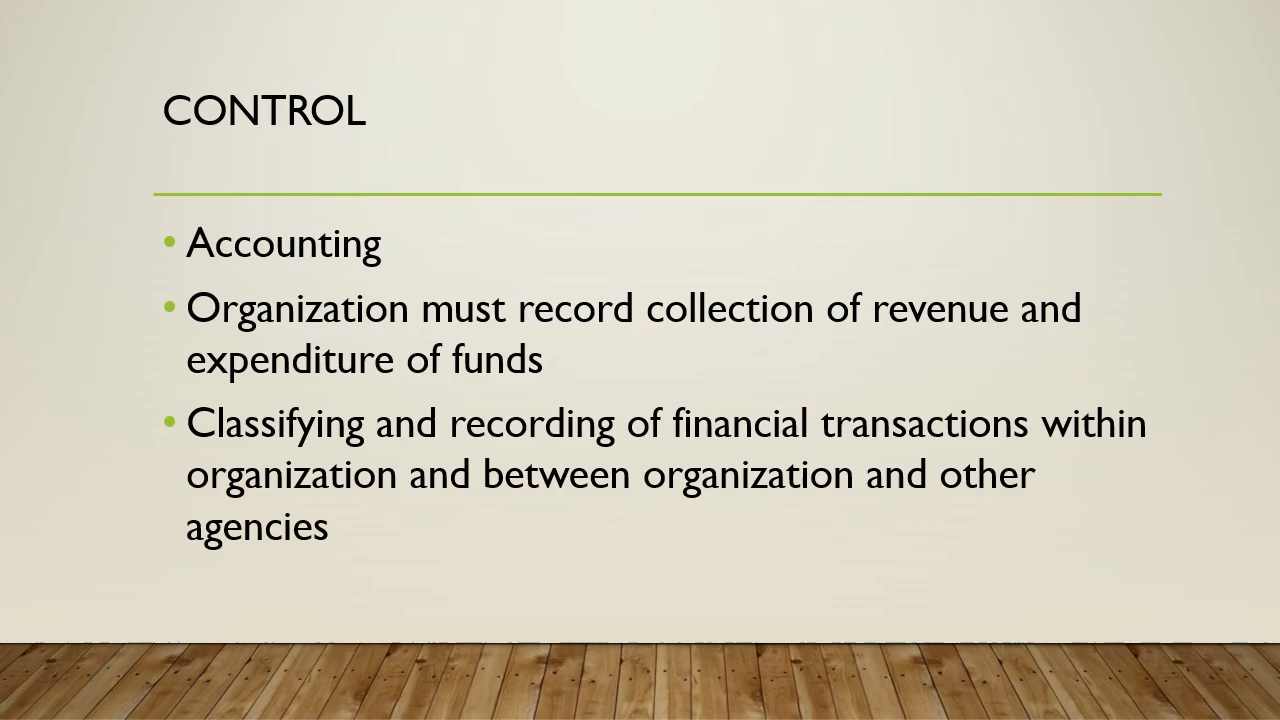 CONTROL
• Accounting
• Organization must record collection of revenue and
expenditure of funds
• Classifying and recording of financial transactions within
organization and between organization and other
agencies